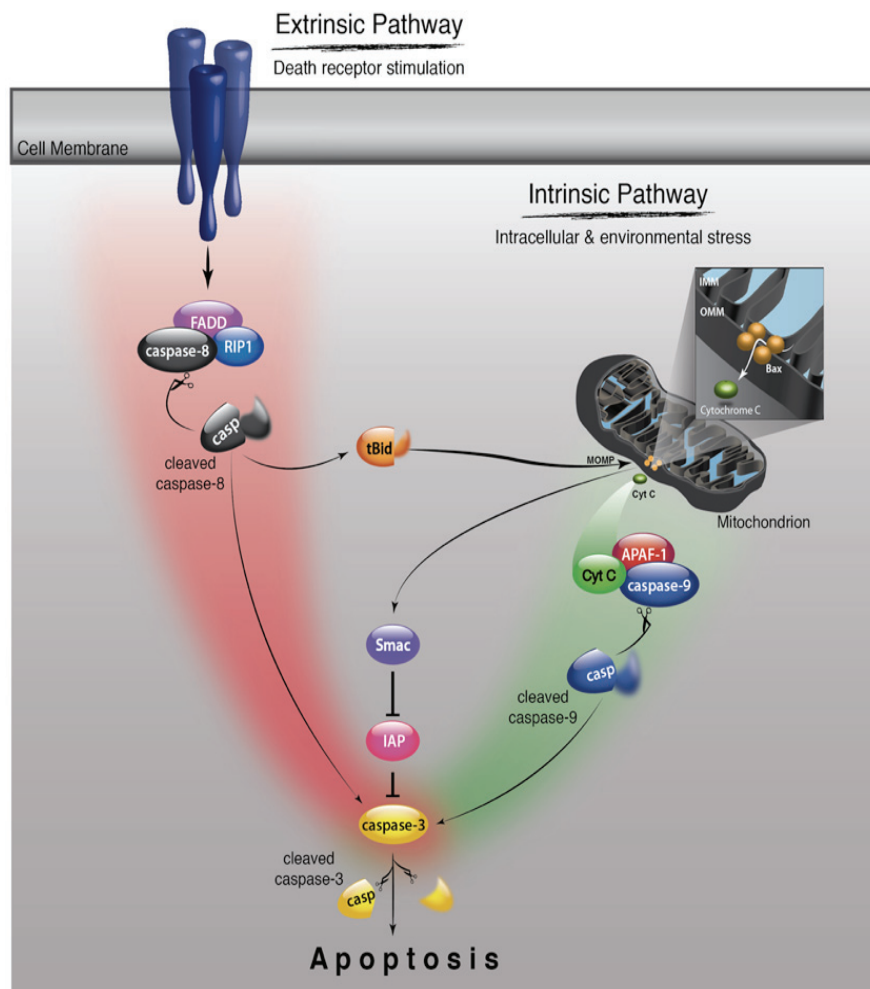 Extrinsic Pathway
Death receptor stimulation
Cell Membrane
Intrinsic Pathway
Intracellular & environmental stress
IMM
OMM
Bax
Cytochrome C
FADD
caspase-8
RIP1
casp
cleaved
caspase-8
tBid
MOMP
Cyt C
Mitochondrion
APAF-1
Cyt C
caspase-9
Smac
casp
cleaved
caspase-9
IAP
caspase-3
cleaved
caspase-3
casp
Apoptosis